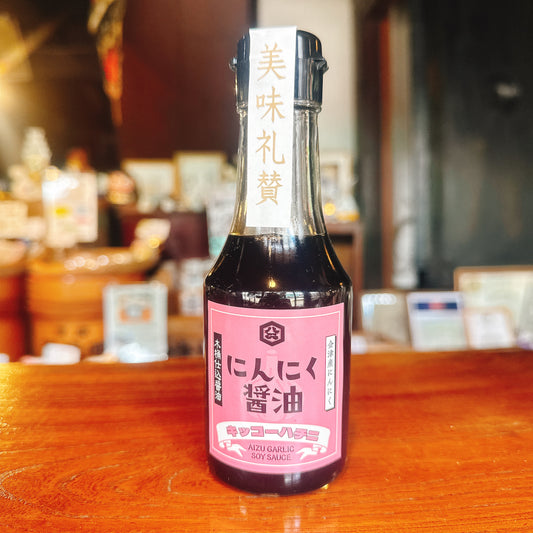 美味礼賛
木桶仕込醤油
会津産にんにく
にんにく
醤油
キッコーハチニ
AIZU GARLIC
SOY SAUCE